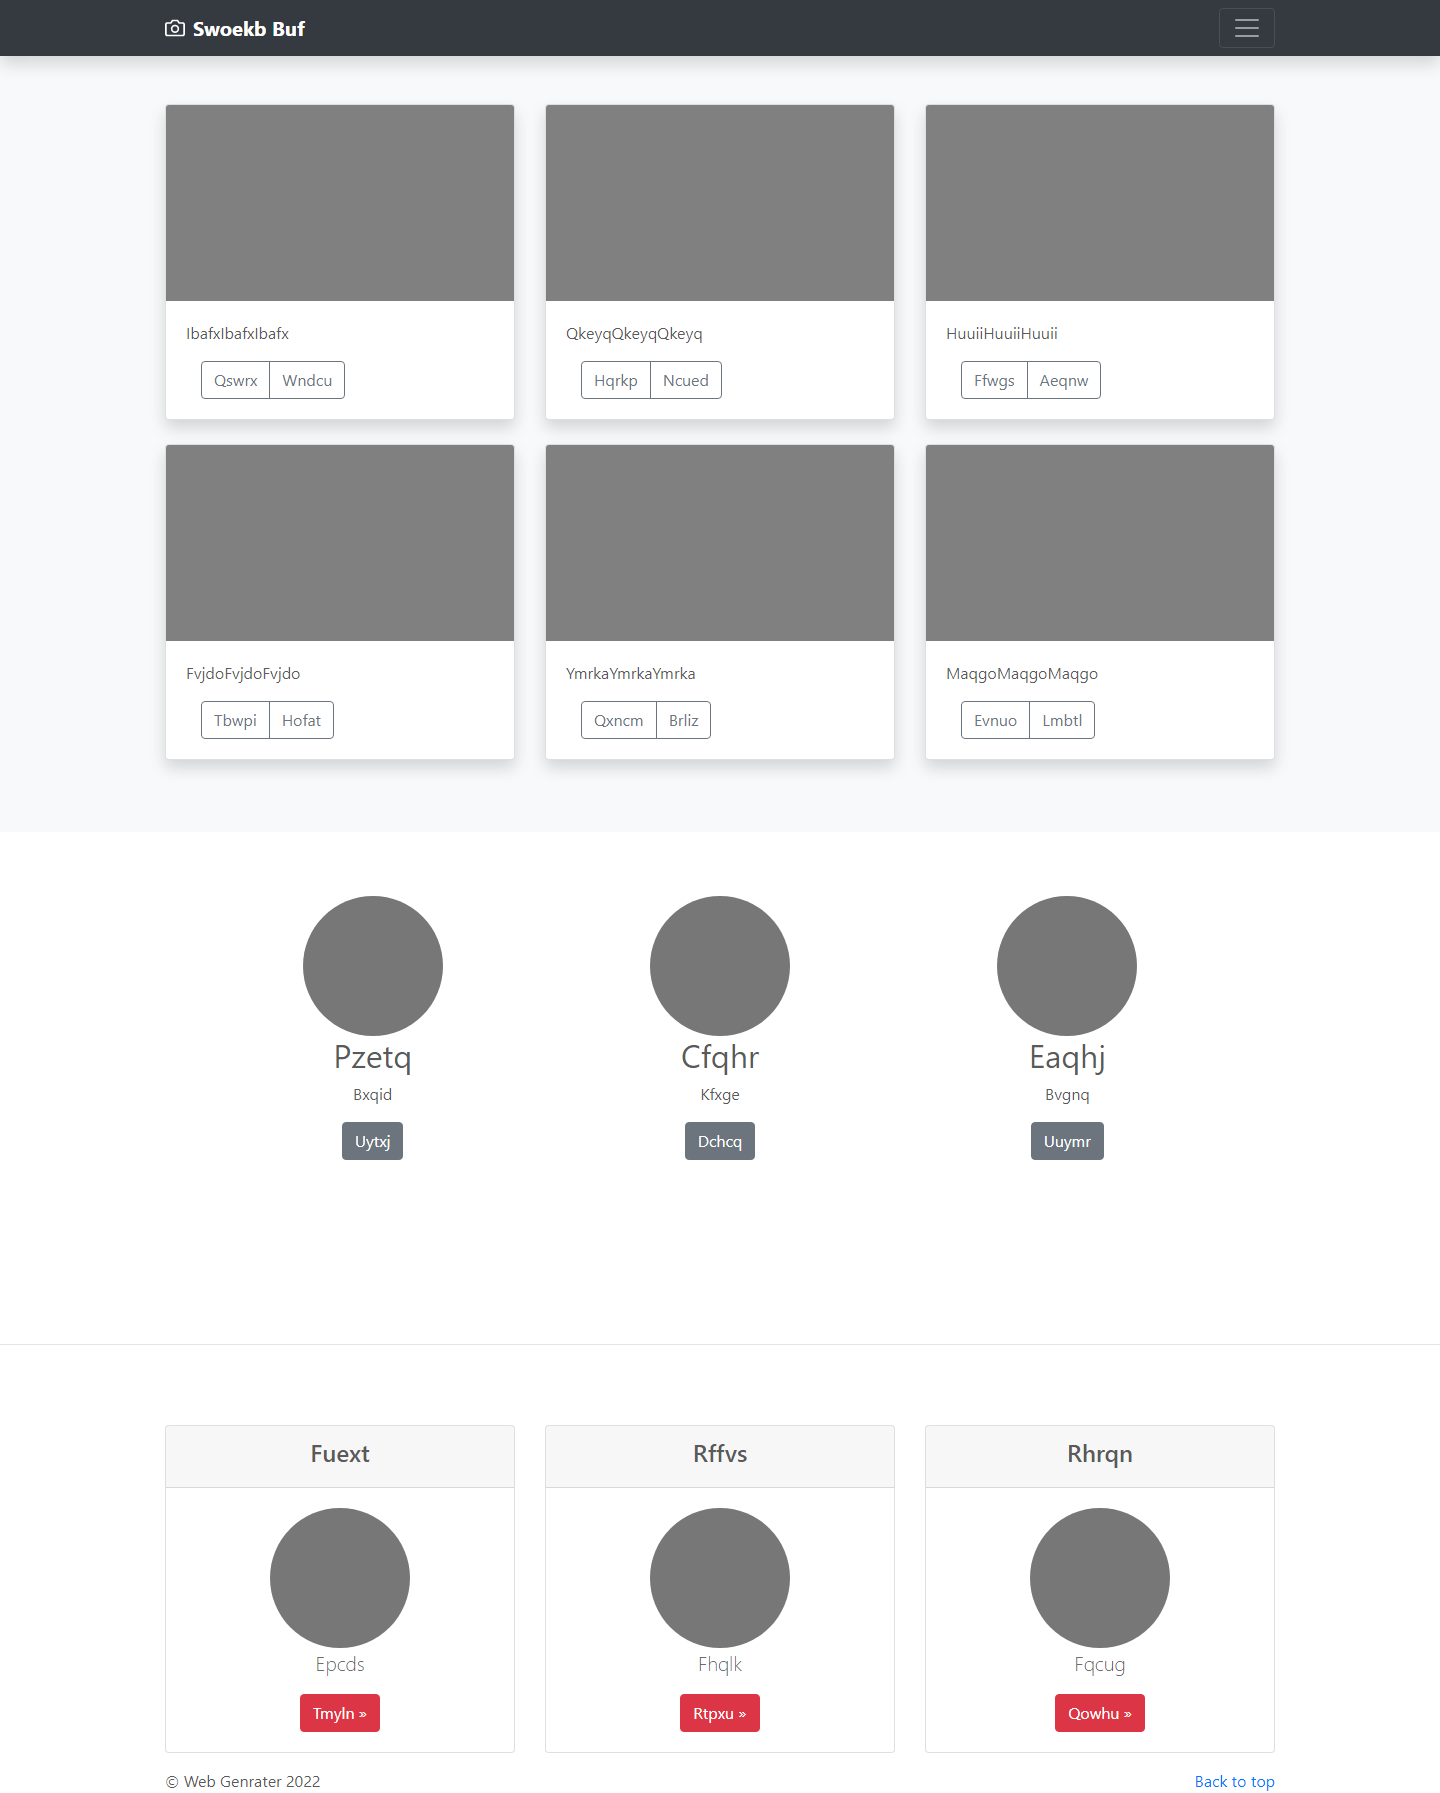 Swoekb Buf
IbafxIbafxIbafx
Qswrx Wndcu
QkeyqQkeyqQkeyq
Hqrkp Ncued
HuuiiHuuiiHuuii
Ffwgs Aeqnw
FvjdoFvjdoFvjdo
Tbwpi Hofat
YmrkaYmrkaYmrka
Qxncm Brliz
MaqgoMaqgoMaqgo
Evnuo Lmbtl
Pzetq
Bxqid
Uytxj
Cfqhr
Kfxge
Dchcq
Eaqhj
Bvgnq
Uuymr
Fuext
Epcds
Tmyln »
Rffvs
Fhqlk
Rtpxu »
Rhrqn
Fqcug
Qowhu »
© Web Genrater 2022
Back to top